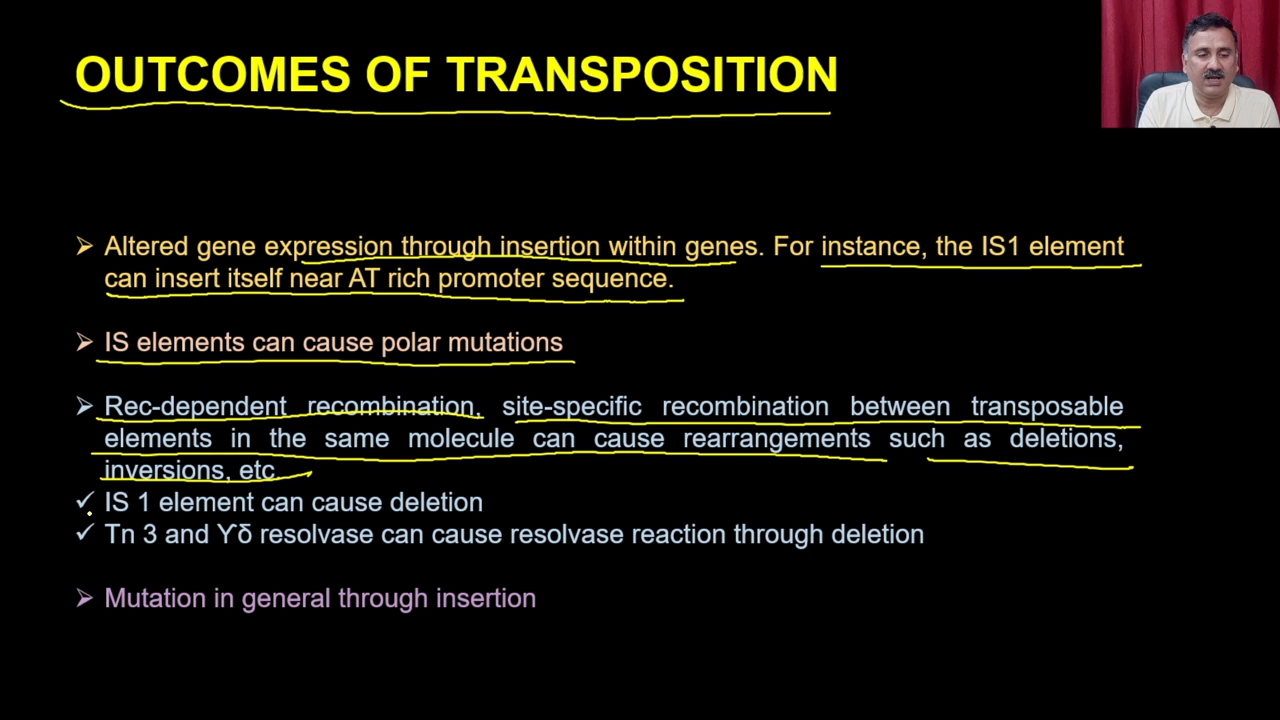 OUTCOMES OF TRANSPOSITION
➢ Altered gene expression through insertion within genes. For instance, the IS1 element
can insert itself near AT rich promoter sequence.
➢ IS elements can cause polar mutations
➢ Rec-dependent recombination, site-specific recombination between transposable
elements in the same molecule can cause rearrangements such as deletions,
inversions, etc.
✓ IS 1 element can cause deletion
✓ Tn 3 and ϒδ resolvase can cause resolvase reaction through deletion
➢ Mutation in general through insertion